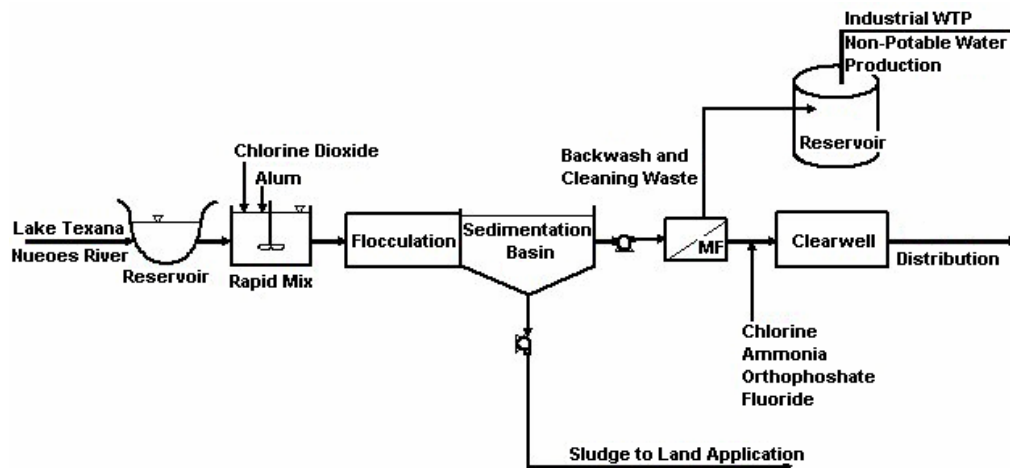 Industrial WTP
Non-Potable Water
Production
Reservoir
Chlorine Dioxide
Alum
Backwash and
Cleaning Waste
Lake Texana
Nueoes River
Reservoir
Rapid Mix
Flocculation
Sedimentation
Basin
MF
Clearwell
Distribution
Chlorine
Ammonia
Orthophoshate
Fluoride
Sludge to Land Application